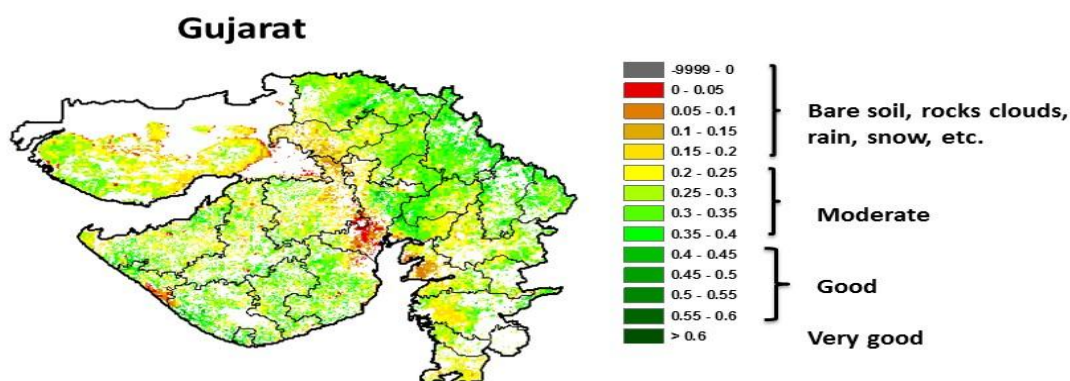 Gujarat
-9999 - 0
0 - 0.05
0.05 - 0.1
0.1 - 0.15
0.15 - 0.2
0.2 - 0.25
0.25 - 0.3
0.3 - 0.35
0.35 - 0.4
0.4 - 0.45
0.45 - 0.5
0.5 - 0.55
0.55 - 0.6
> 0.6
Bare soil, rocks clouds,
rain, snow, etc.
Moderate
Good
Very good